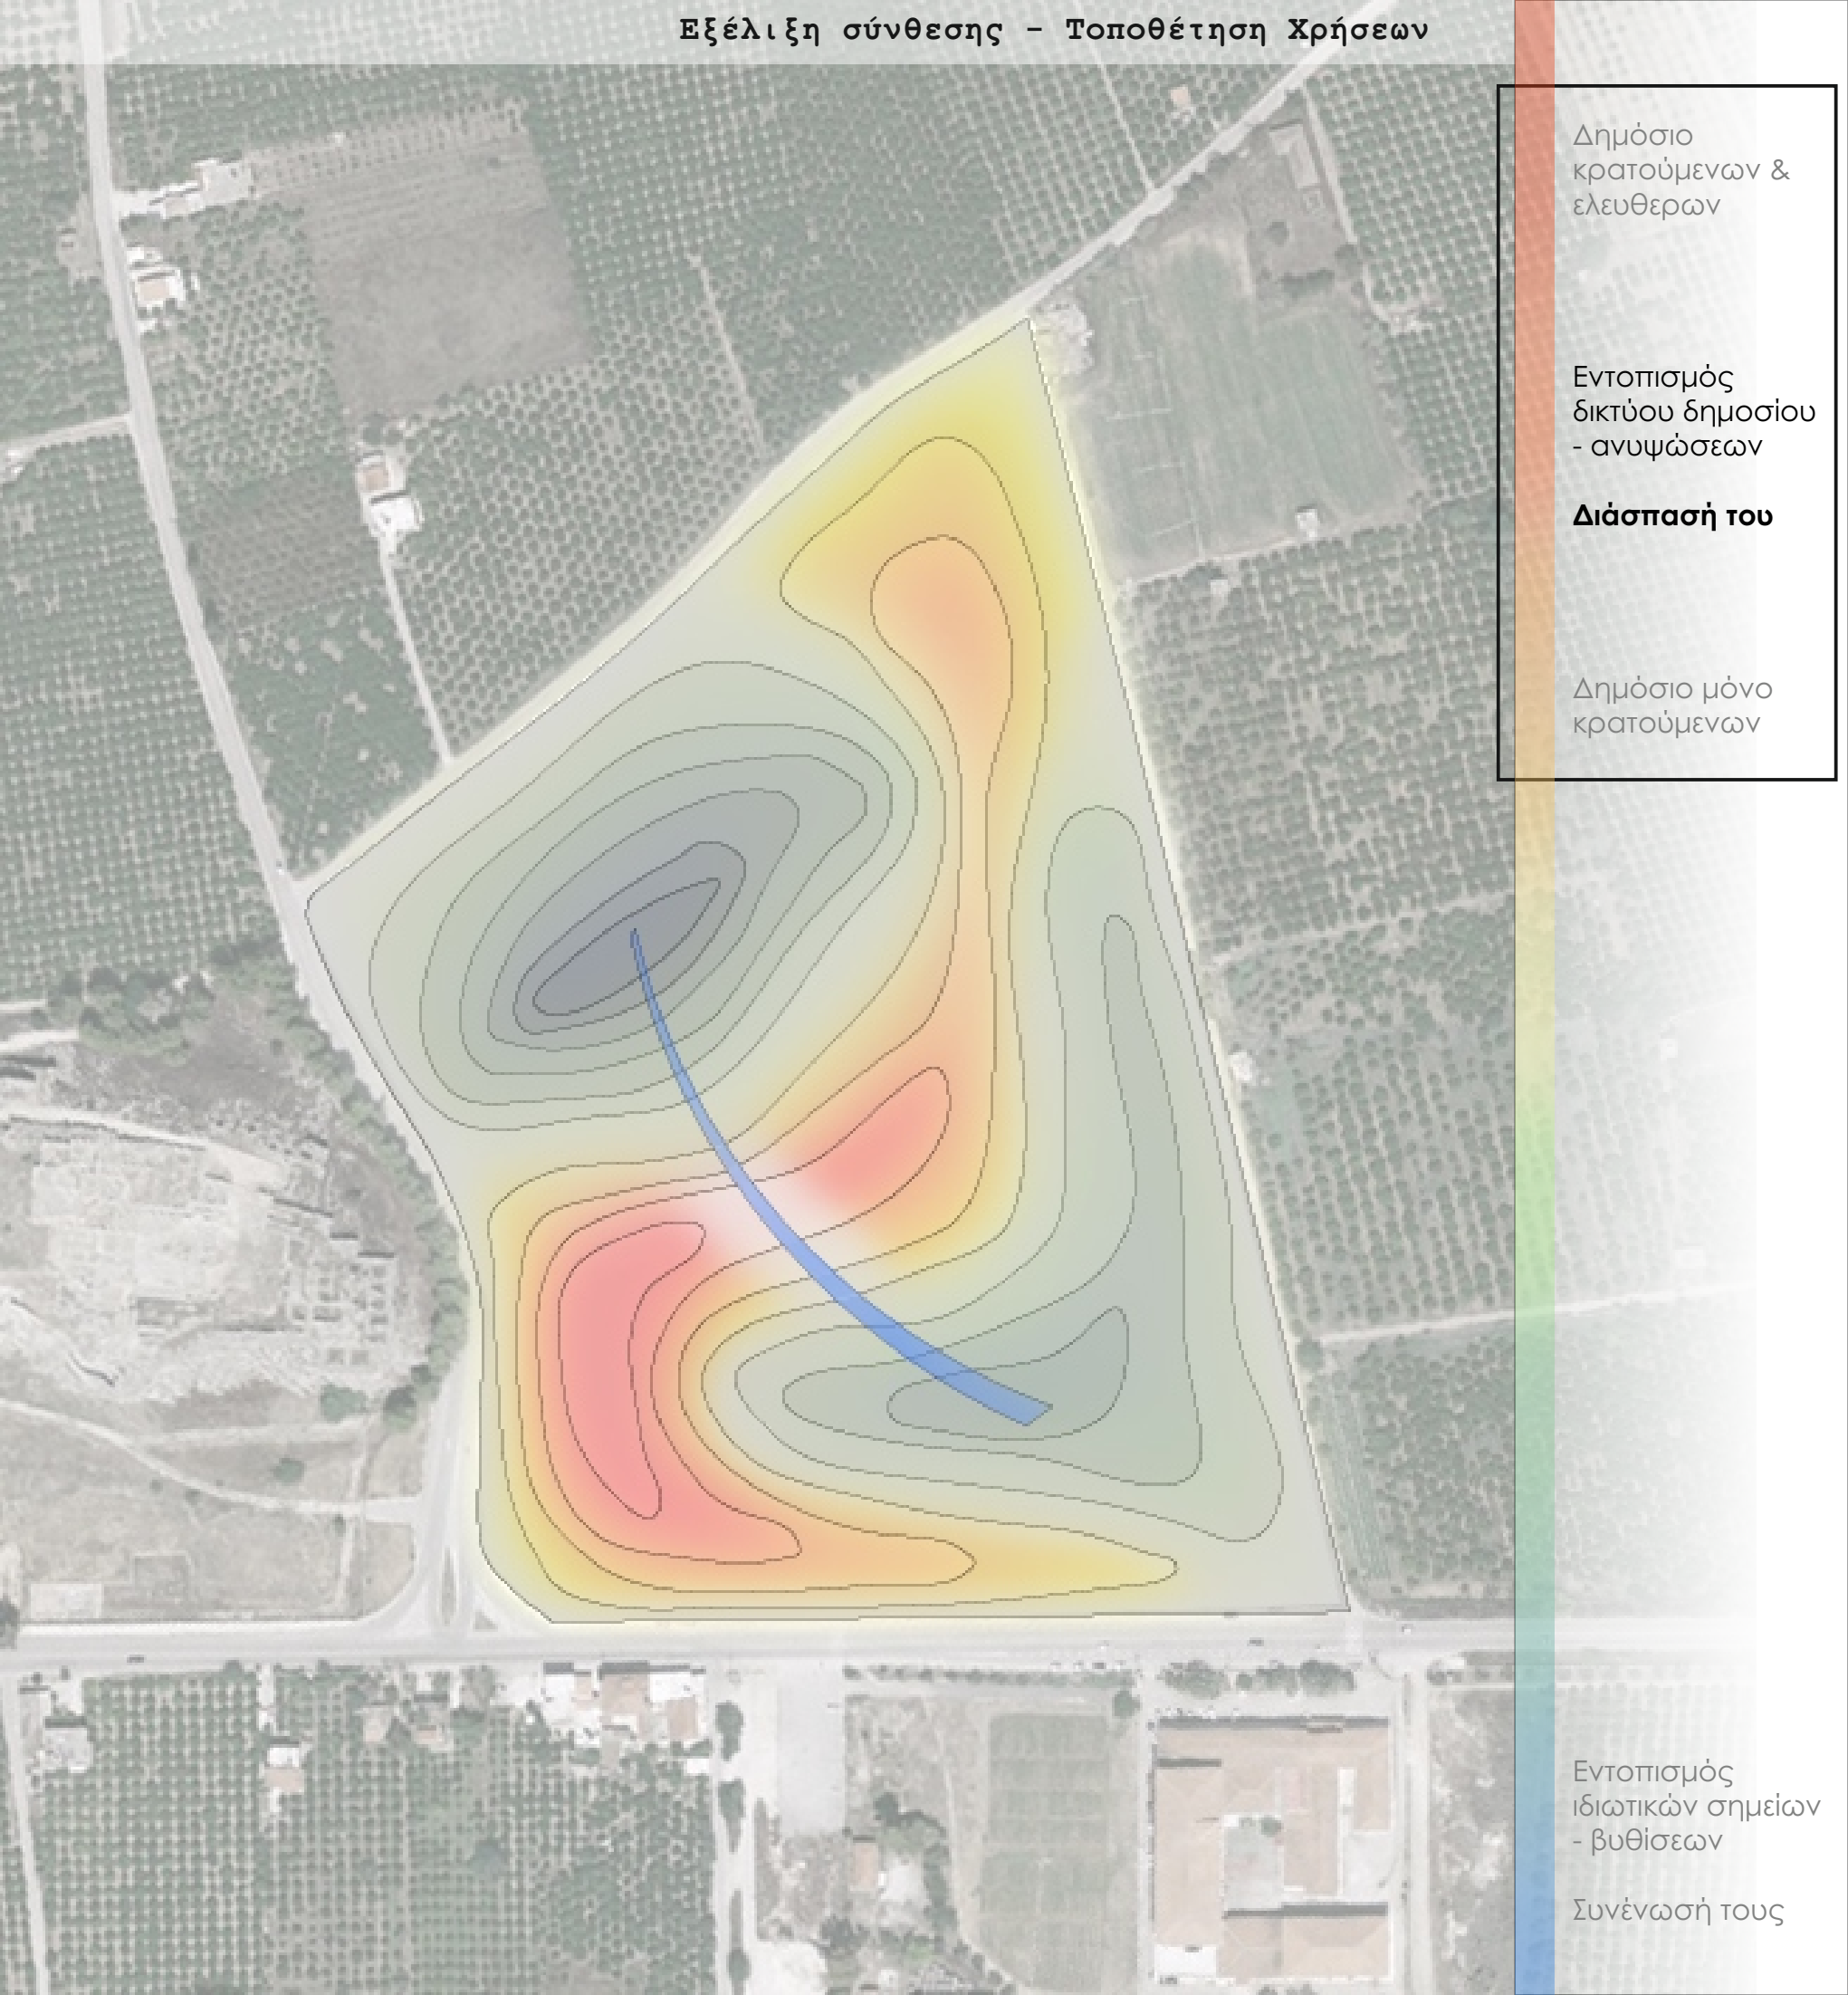 Εξέλιξη σύνθεσης – Τοποθέτηση Χρήσεων
Δημόσιο
κρατούμενων &
ελευθερων
Εντοπισμός
δικτύου δημοσίου
- ανυψώσεων
Διάσπασή του
Δημόσιο μόνο
κρατούμενων
Εντοπισμός
ιδιωτικών σημείων
- βυθίσεων
Συνένωσή τους